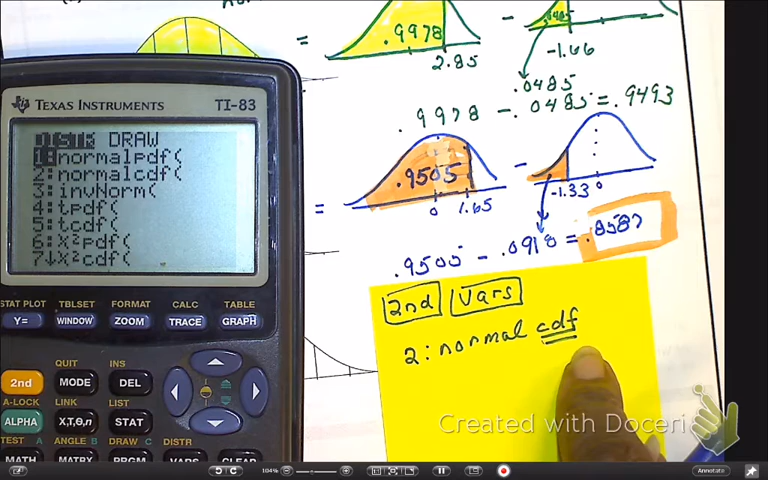 .9978
=
-
.0485
2.85
-1.66
.0485
.9978 - .0485 = .9493
.9505
=
-
0 1.65
-1.33 0
.9505 - .0918 = .8587
2nd Vars
2: normal cdf
TEXAS INSTRUMENTS TI-83
DISTR DRAW
1:normalpdf(
2:normalcdf(
3:invNorm(
4:tpdf(
5:tcdf(
6:X²pdf(
7↓X²cdf(
STAT PLOT TBLSET FORMAT CALC TABLE
Y= WINDOW ZOOM TRACE GRAPH
QUIT INS
2nd MODE DEL
A-LOCK LINK LIST
ALPHA X,T,Θ,n STAT
TEST A ANGLE B DRAW C DISTR
MATH MATRX PRGM VARS
Created with Doceri
104%
Annotate